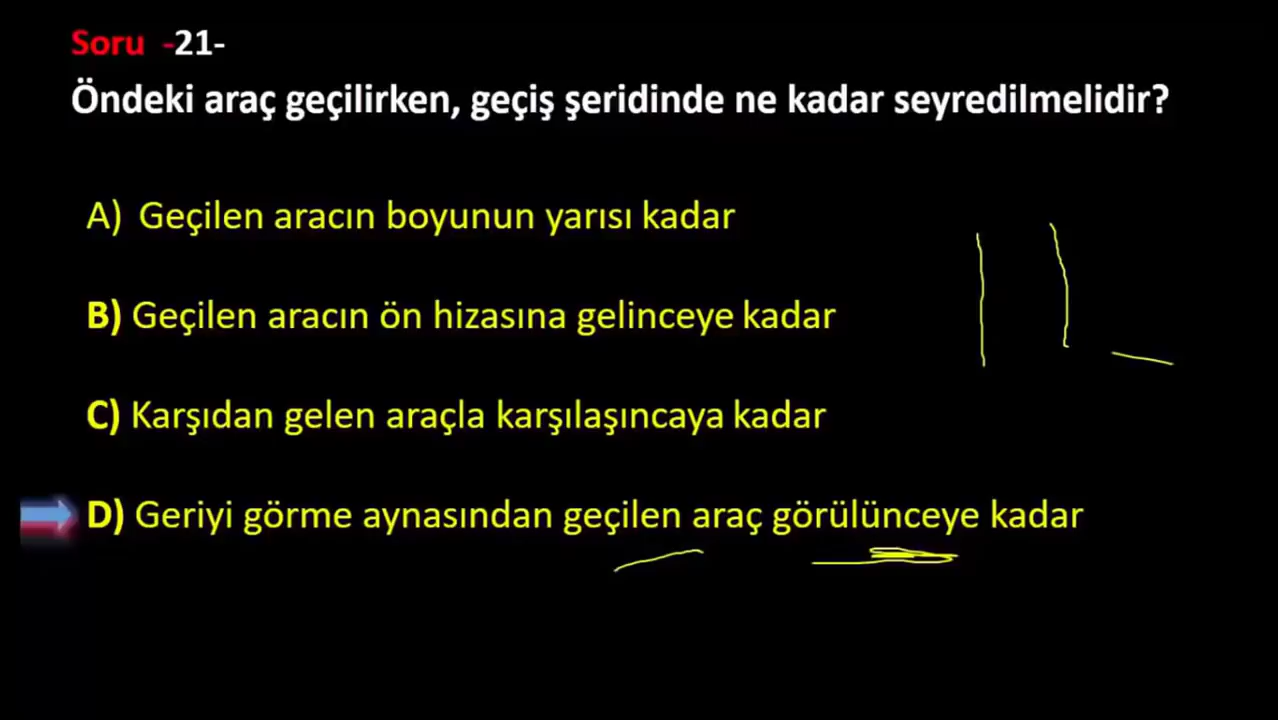 Soru -21-
Öndeki araç geçilirken, geçiş şeridinde ne kadar seyredilmelidir?
A) Geçilen aracın boyunun yarısı kadar
B) Geçilen aracın ön hizasına gelinceye kadar
C) Karşıdan gelen araçla karşılaşıncaya kadar
D) Geriyi görme aynasından geçilen araç görülünceye kadar